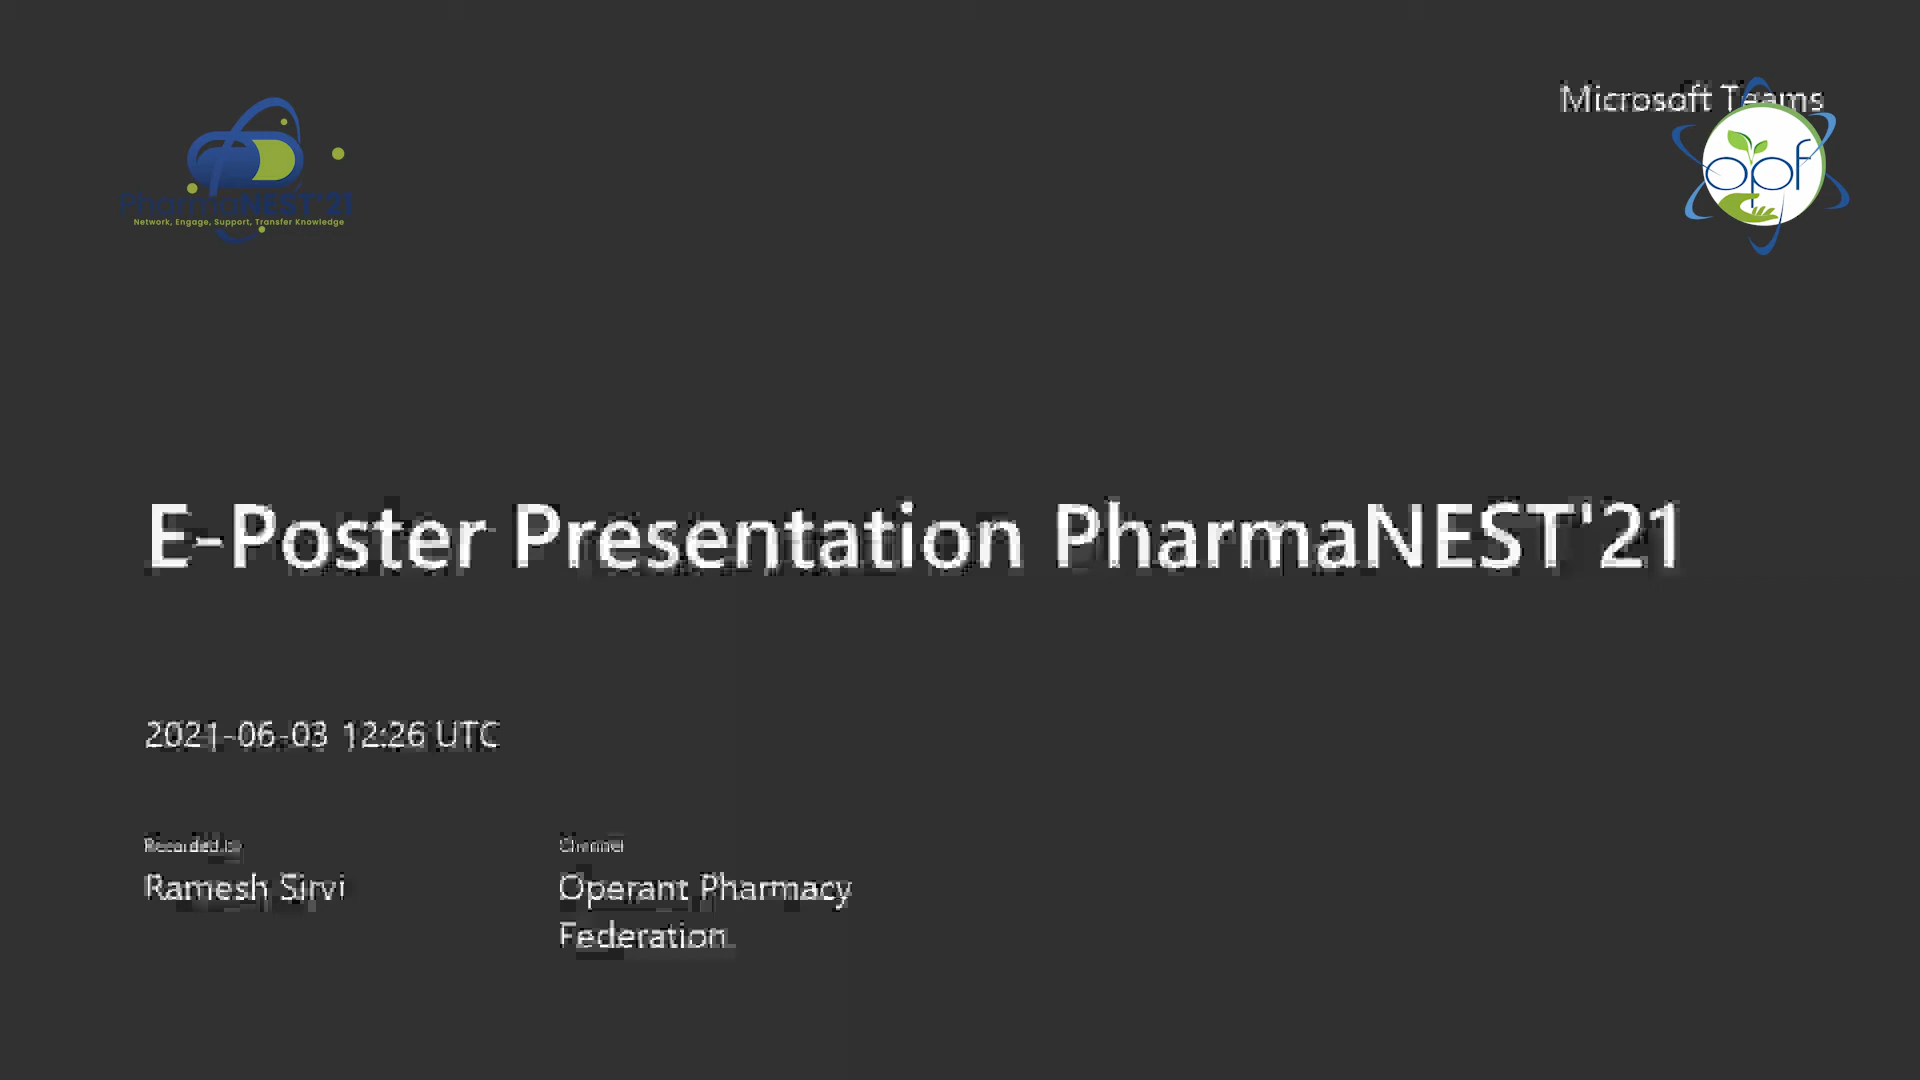 Microsoft Teams
opf
PharmaNEST'21
Network, Engage, Support, Transfer Knowledge
E-Poster Presentation PharmaNEST'21
2021-06-03 12:26 UTC
Recorded by
Channel
Ramesh Sirvi
Operant Pharmacy
Federation